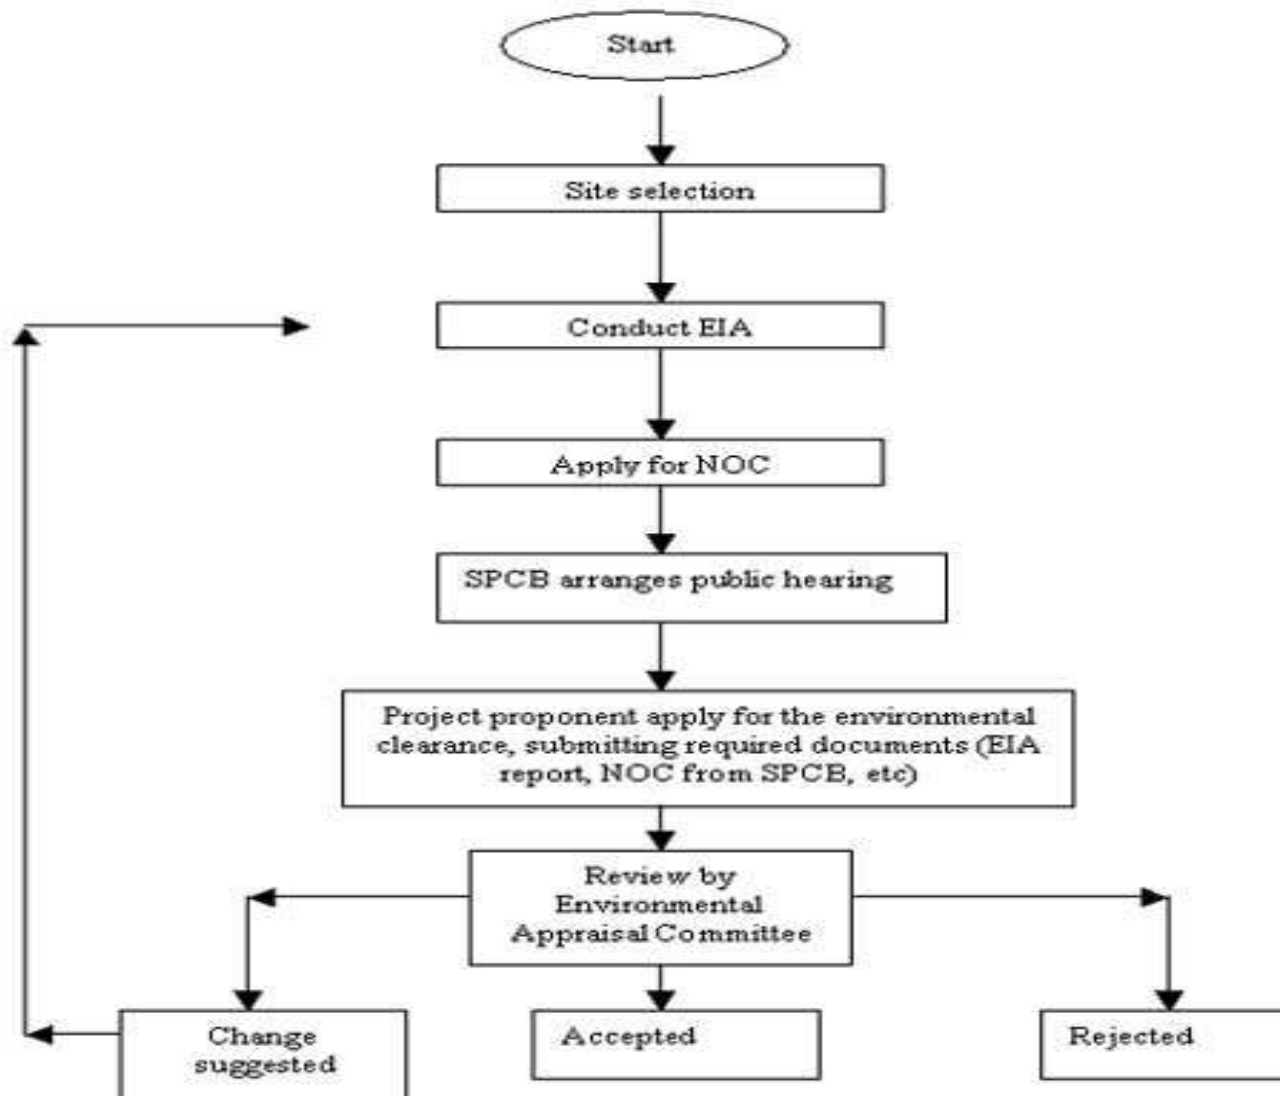 Start
Site selection
Conduct EIA
Apply for NOC
SPCB arranges public hearing
Project proponent apply for the environmental
clearance, submitting required documents (EIA
report, NOC from SPCB, etc)
Review by
Environmental
Appraisal Committee
Change
suggested
Accepted
Rejected